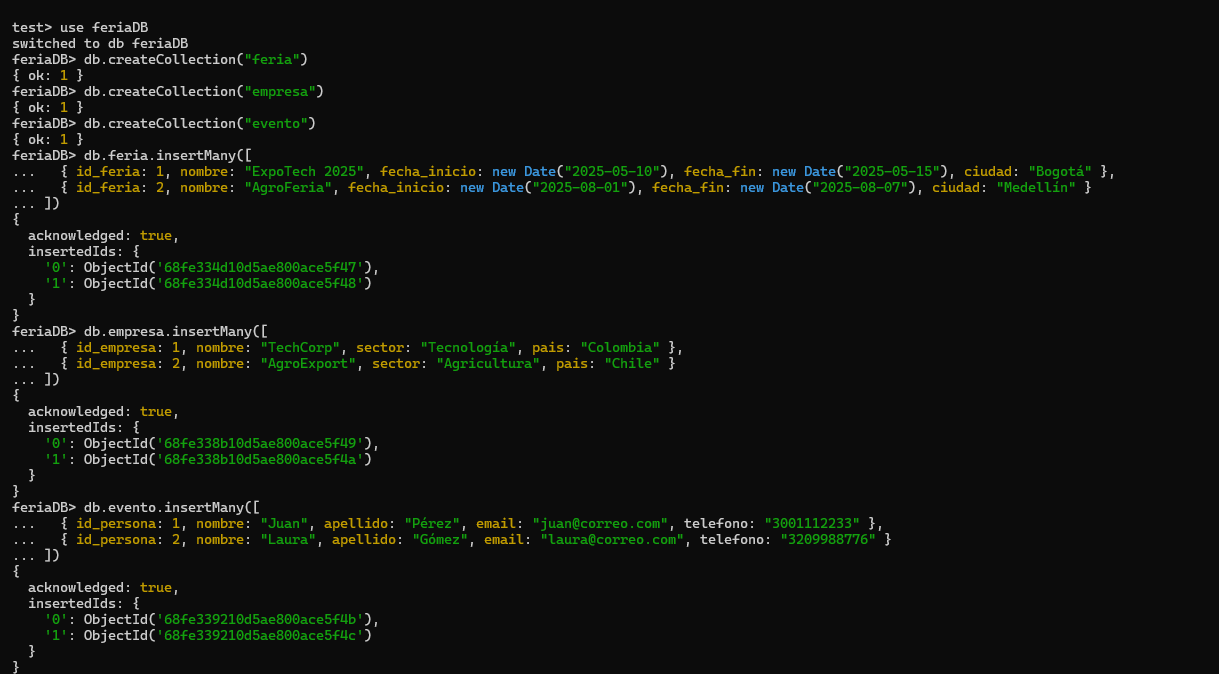 test> use feriaDB
switched to db feriaDB
feriaDB> db.createCollection("feria")
{ ok: 1 }
feriaDB> db.createCollection("empresa")
{ ok: 1 }
feriaDB> db.createCollection("evento")
{ ok: 1 }
feriaDB> db.feria.insertMany([
...   { id_feria: 1, nombre: "ExpoTech 2025", fecha_inicio: new Date("2025-05-10"), fecha_fin: new Date("2025-05-15"), ciudad: "Bogotá" },
...   { id_feria: 2, nombre: "AgroFeria", fecha_inicio: new Date("2025-08-01"), fecha_fin: new Date("2025-08-07"), ciudad: "Medellín" }
... ])
{
  acknowledged: true,
  insertedIds: {
    '0': ObjectId('68fe334d10d5ae800ace5f47'),
    '1': ObjectId('68fe334d10d5ae800ace5f48')
  }
}
feriaDB> db.empresa.insertMany([
...   { id_empresa: 1, nombre: "TechCorp", sector: "Tecnología", pais: "Colombia" },
...   { id_empresa: 2, nombre: "AgroExport", sector: "Agricultura", pais: "Chile" }
... ])
{
  acknowledged: true,
  insertedIds: {
    '0': ObjectId('68fe338b10d5ae800ace5f49'),
    '1': ObjectId('68fe338b10d5ae800ace5f4a')
  }
}
feriaDB> db.evento.insertMany([
...   { id_persona: 1, nombre: "Juan", apellido: "Pérez", email: "juan@correo.com", telefono: "3001112233" },
...   { id_persona: 2, nombre: "Laura", apellido: "Gómez", email: "laura@correo.com", telefono: "3209988776" }
... ])
{
  acknowledged: true,
  insertedIds: {
    '0': ObjectId('68fe339210d5ae800ace5f4b'),
    '1': ObjectId('68fe339210d5ae800ace5f4c')
  }
}